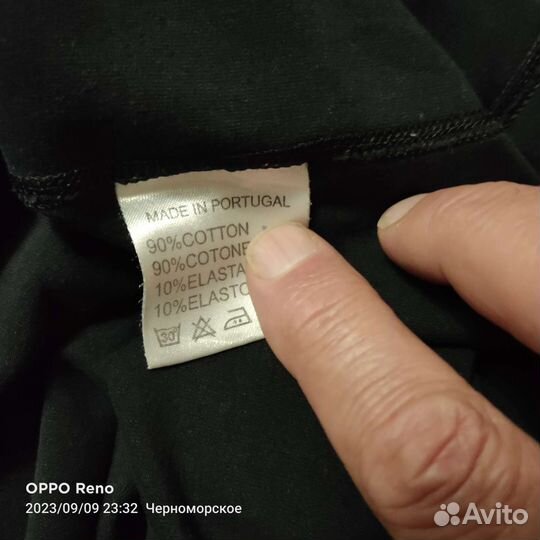 MADE IN PORTUGAL
90%COTTON
90%COTONE
10%ELASTA
10%ELASTO
30
OPPO Reno
2023/09/09 23:32 Черноморское
Avito